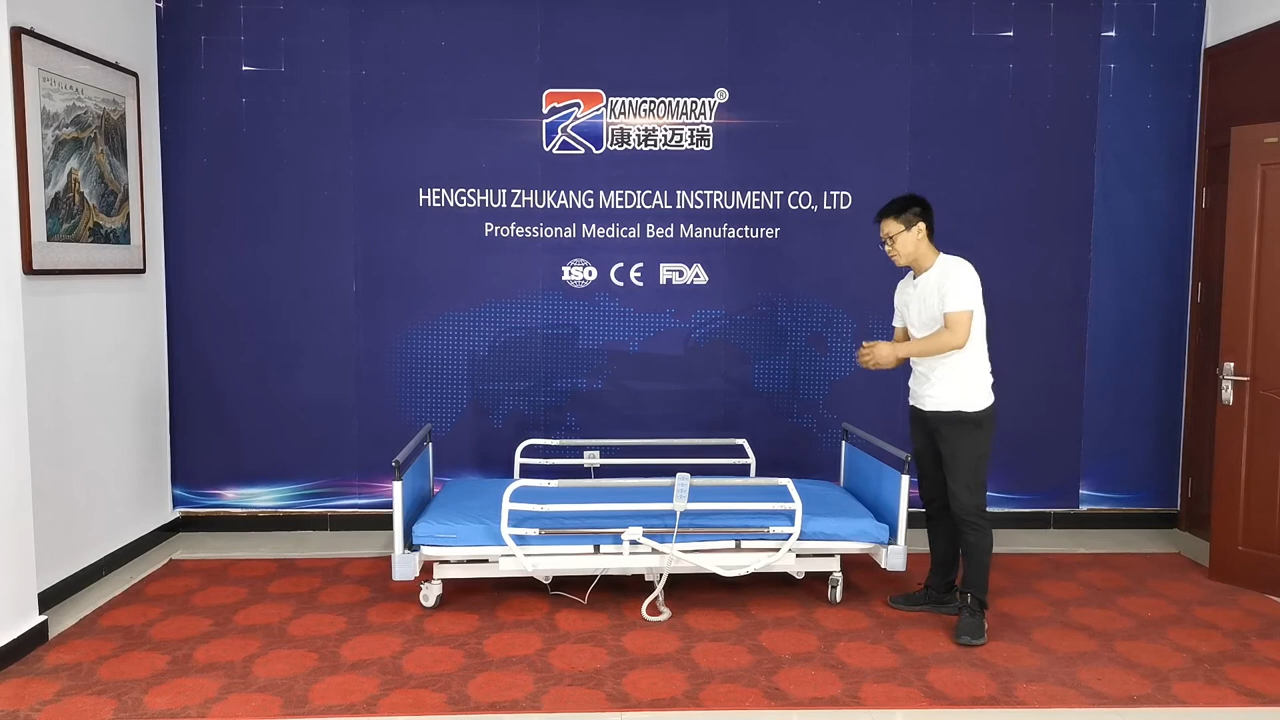 KANGROMARAY®
康诺迈瑞
HENGSHUI ZHUKANG MEDICAL INSTRUMENT CO., LTD
Professional Medical Bed Manufacturer
ISO CE FDA